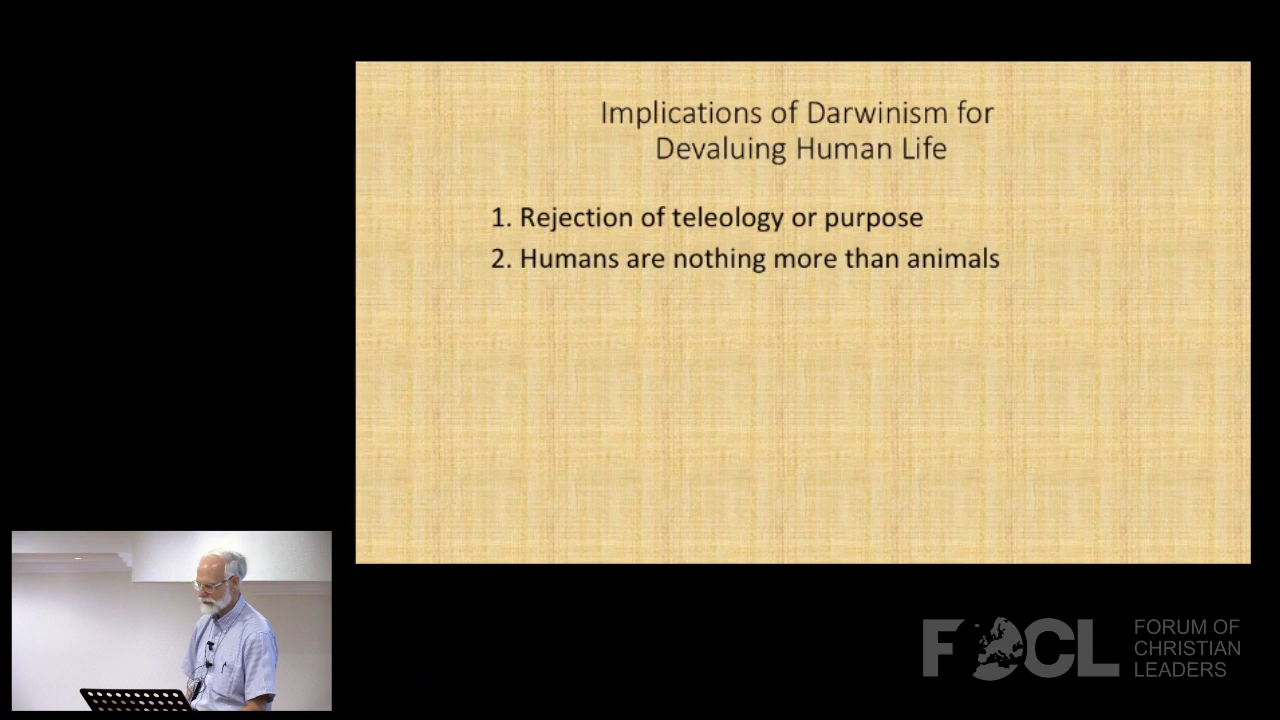 Implications of Darwinism for
Devaluing Human Life
1. Rejection of teleology or purpose
2. Humans are nothing more than animals
FOCL
FORUM OF
CHRISTIAN
LEADERS